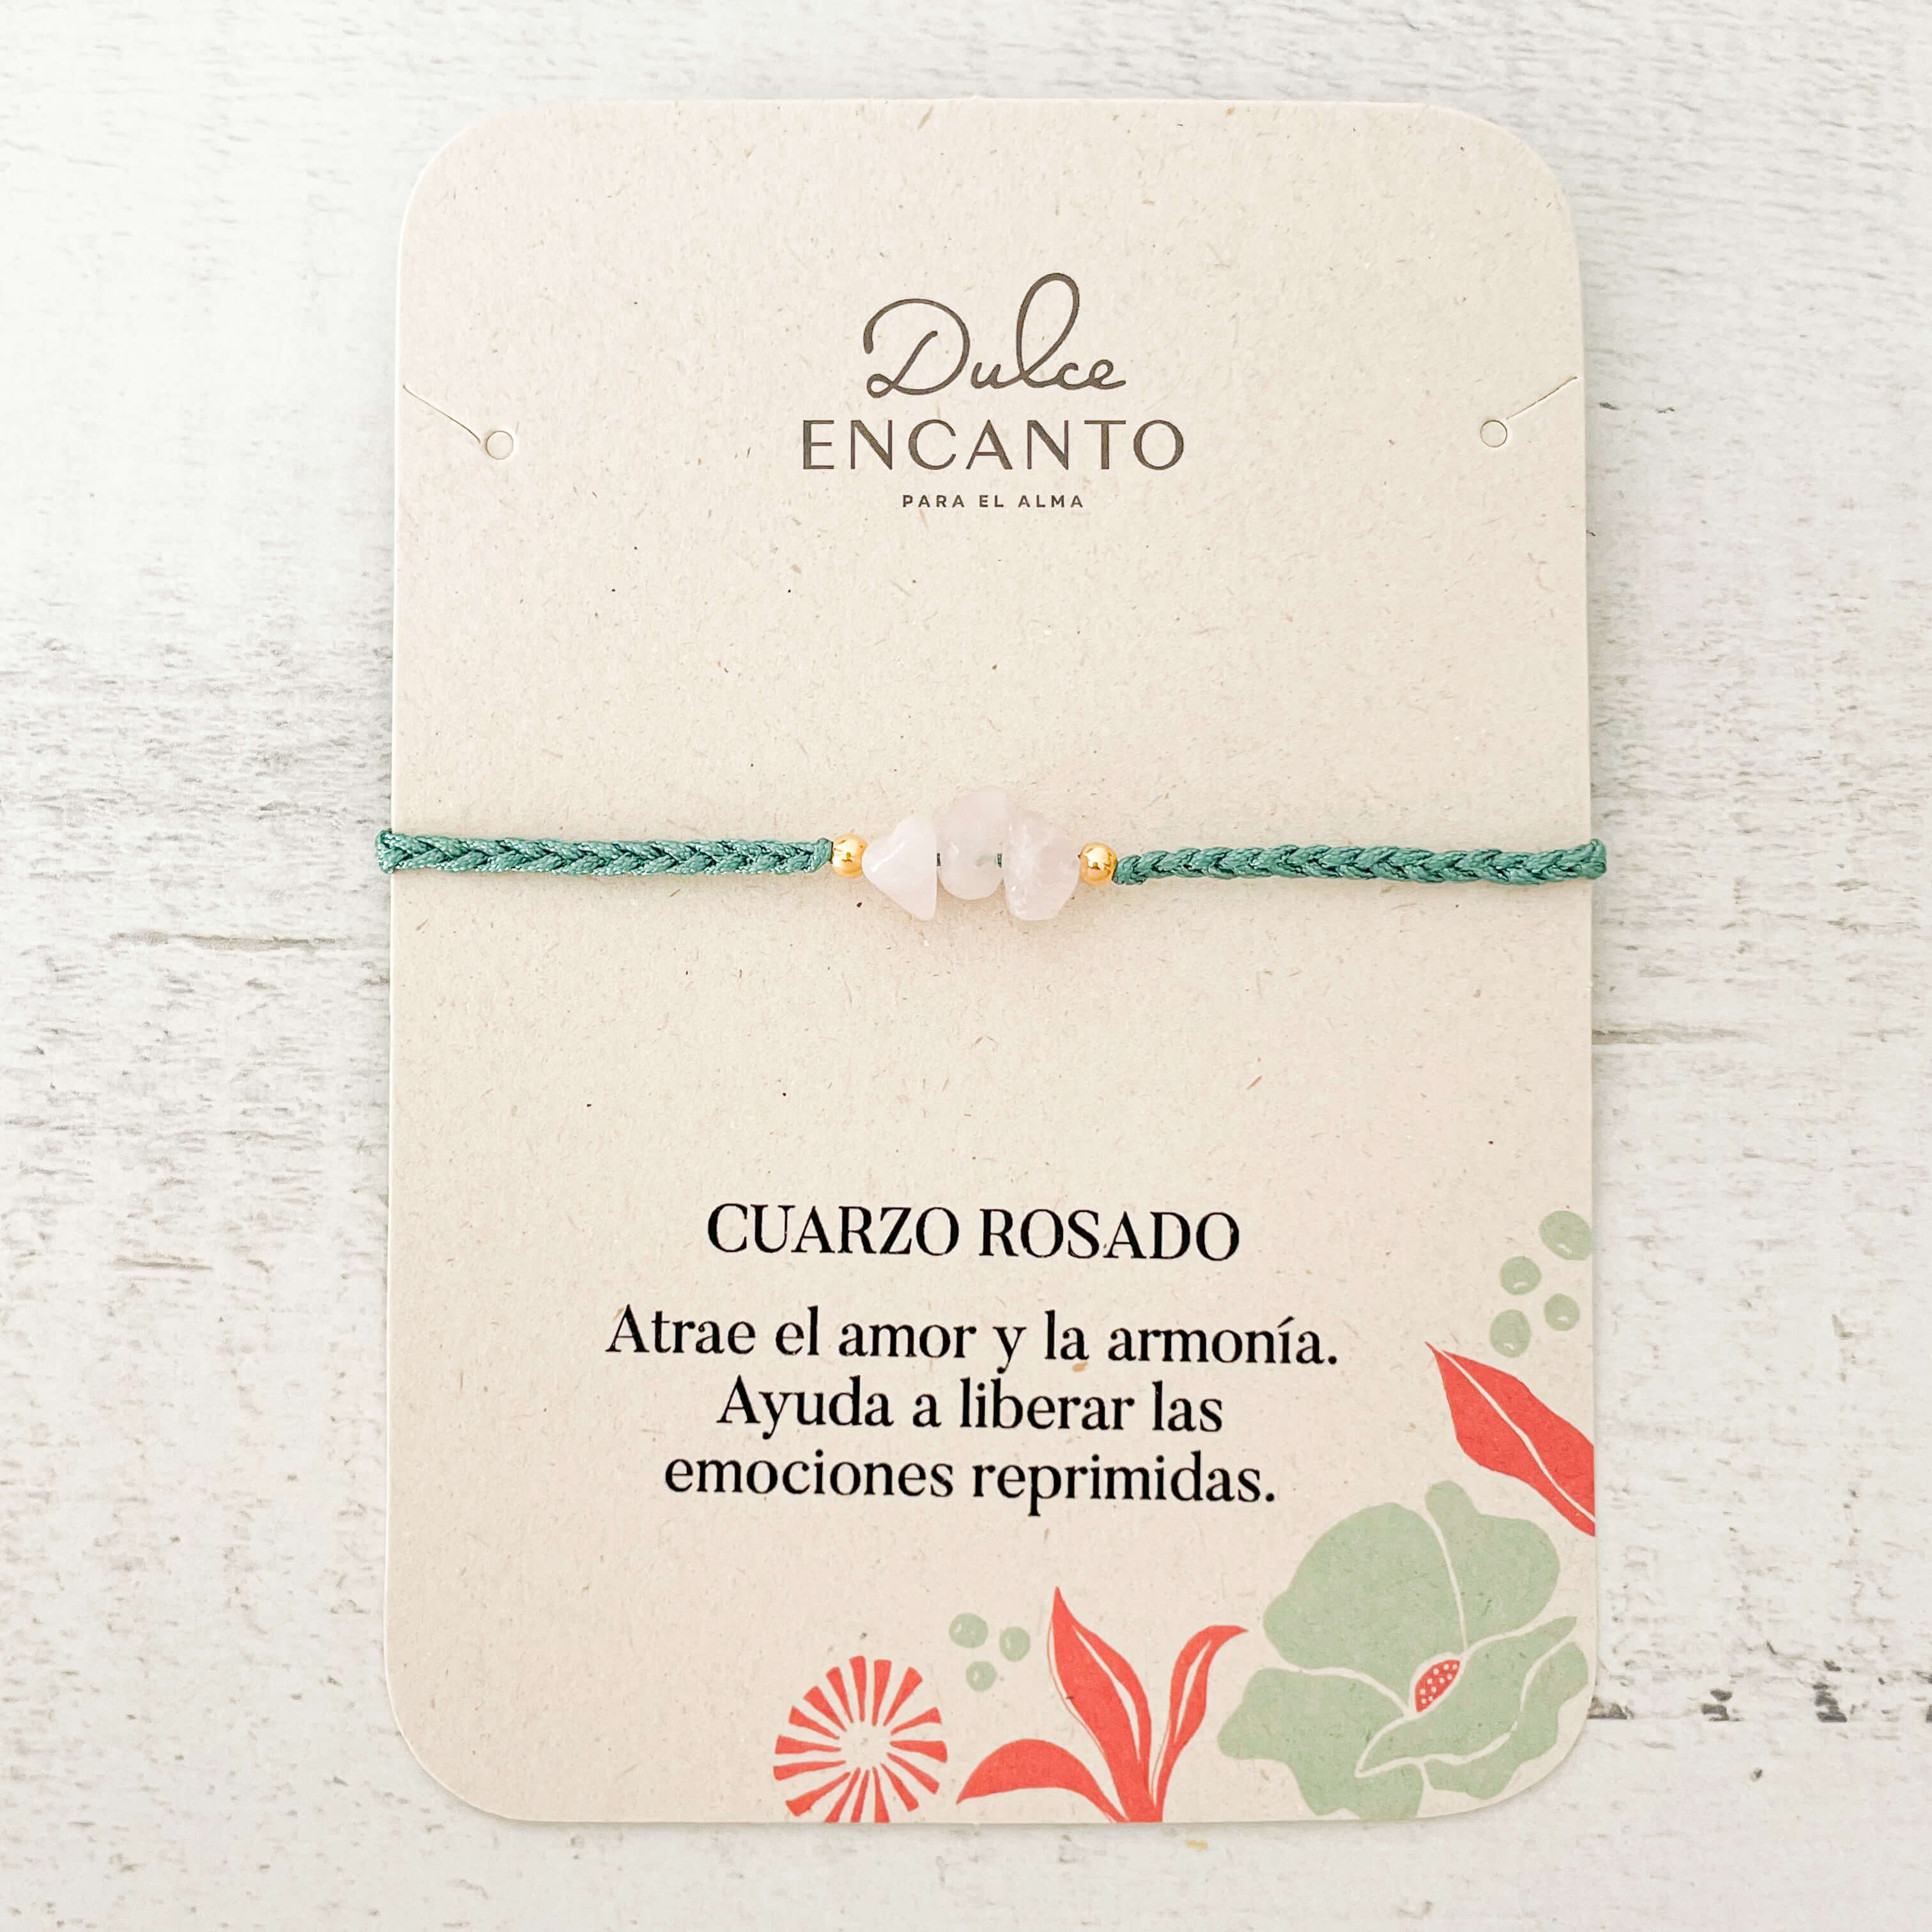 Dulce
ENCANTO
PARA EL ALMA
CUARZO ROSADO
Atrae el amor y la armonía.
Ayuda a liberar las
emociones reprimidas.